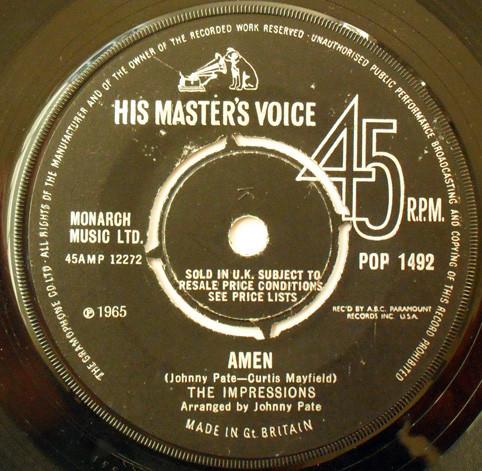 THE GRAMOPHONE CO. LTD · ALL RIGHTS OF THE MANUFACTURER AND OF THE OWNER OF THE RECORDED WORK RESERVED · UNAUTHORISED PUBLIC PERFORMANCE BROADCASTING AND COPYING OF THIS RECORD PROHIBITED
HIS MASTER'S VOICE
45 R.P.M.
K
MONARCH
MUSIC LTD.
45AMP 12272
POP 1492
SOLD IN U.K. SUBJECT TO
RESALE PRICE CONDITIONS
SEE PRICE LISTS
℗ 1965
REC'D BY A.B.C. PARAMOUNT
RECORDS INC. U.S.A.
AMEN
(Johnny Pate—Curtis Mayfield)
THE IMPRESSIONS
Arranged by Johnny Pate
MADE IN Gt. BRITAIN